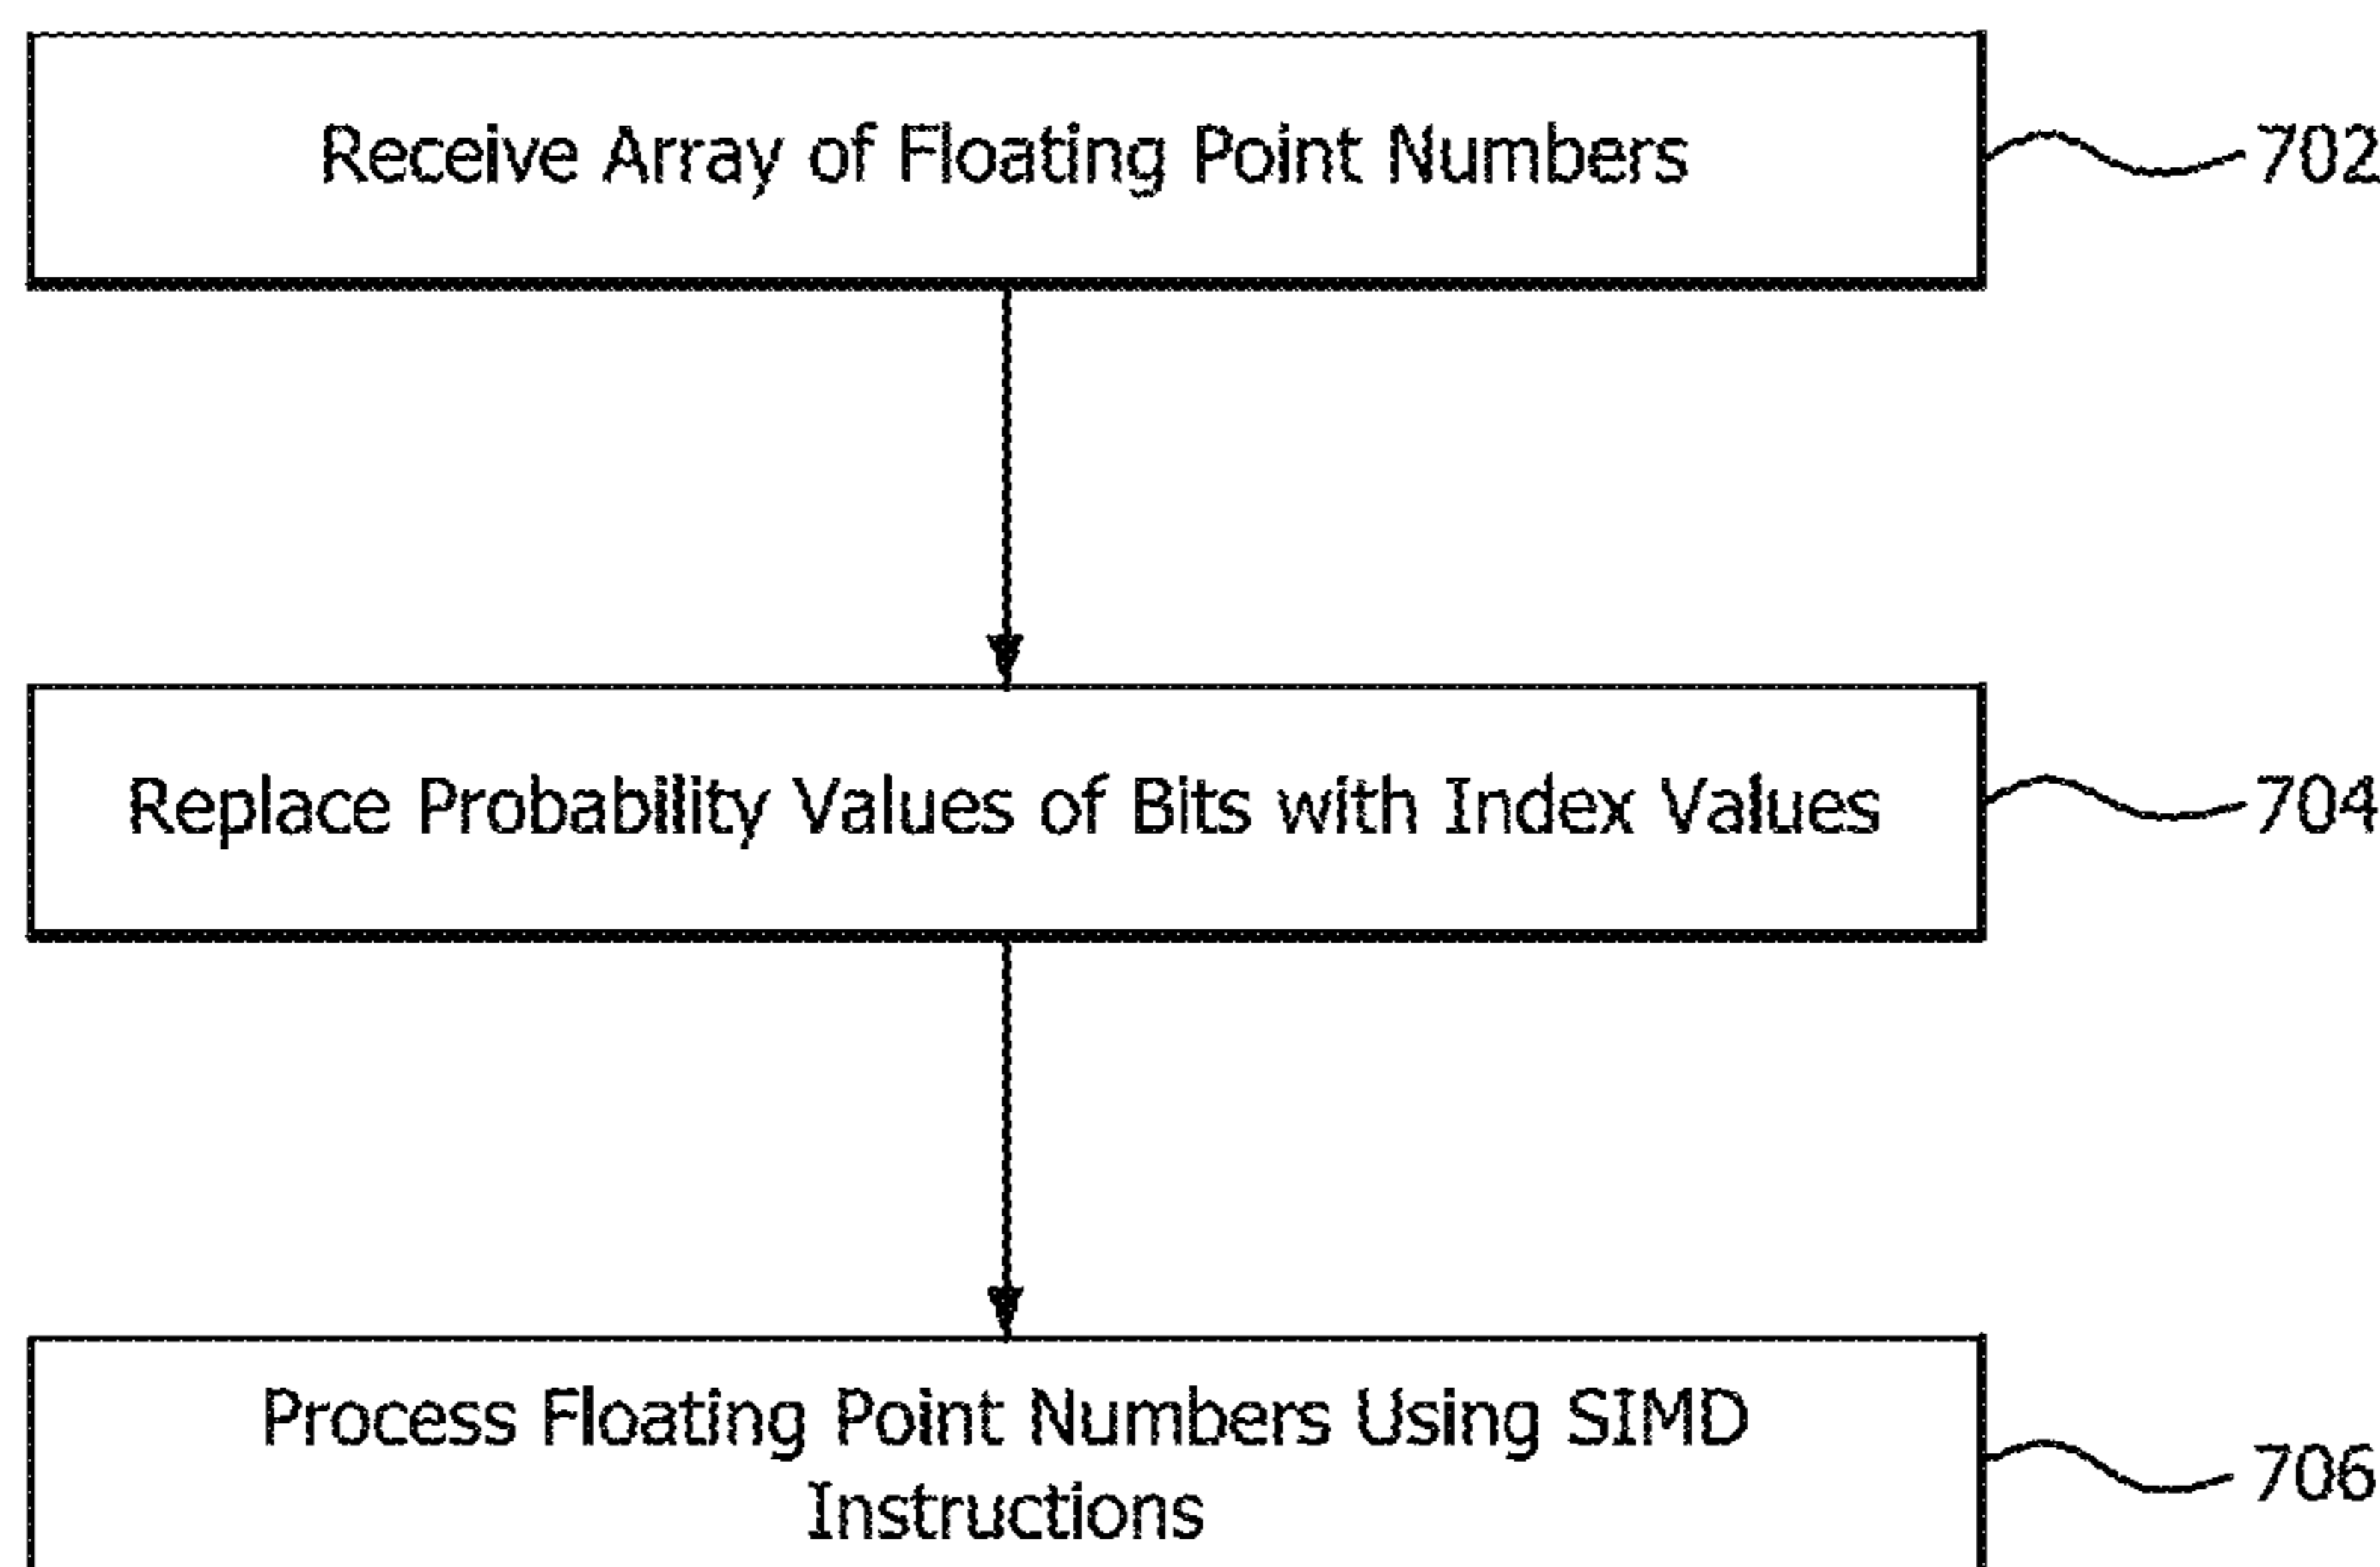 Receive Array of Floating Point Numbers
702
Replace Probability Values of Bits with Index Values
704
Process Floating Point Numbers Using SIMD
Instructions
706